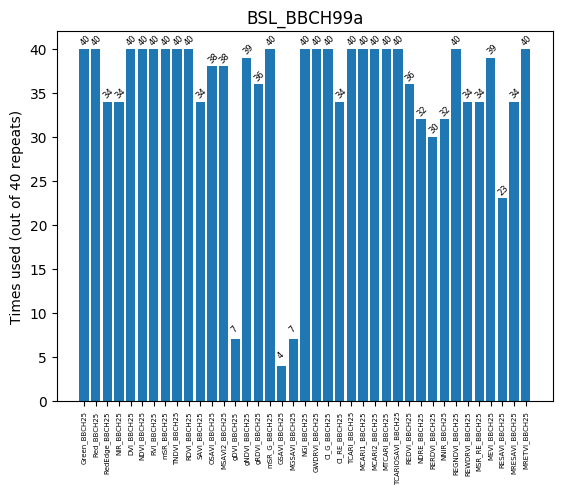 BSL_BBCH99a
Times used (out of 40 repeats)
40
35
30
25
20
15
10
5
0
40
40
34
34
40
40
40
40
40
40
34
38
38
7
39
36
40
4
7
40
40
40
34
40
40
40
40
40
36
32
30
32
40
34
34
39
23
34
40
Green_BBCH25
Red_BBCH25
RedEdge_BBCH25
NIR_BBCH25
DVI_BBCH25
NDVI_BBCH25
RVI_BBCH25
mSR_BBCH25
TNDVI_BBCH25
RDVI_BBCH25
SAVI_BBCH25
OSAVI_BBCH25
MSAVI2_BBCH25
gDVI_BBCH25
gNDVI_BBCH25
gRDVI_BBCH25
mSR_G_BBCH25
GSAVI_BBCH25
MGSAVI_BBCH25
NGI_BBCH25
GWDRVI_BBCH25
CI_G_BBCH25
CI_RE_BBCH25
TCARI_BBCH25
MCARI1_BBCH25
MCARI2_BBCH25
MTCARI_BBCH25
TCARIOSAVI_BBCH25
REDVI_BBCH25
NDRE_BBCH25
RERDVI_BBCH25
NNIR_BBCH25
REGNDVI_BBCH25
REWDRVI_BBCH25
MSR_RE_BBCH25
MEVI_BBCH25
RESAVI_BBCH25
MRESAVI_BBCH25
MRETVI_BBCH25